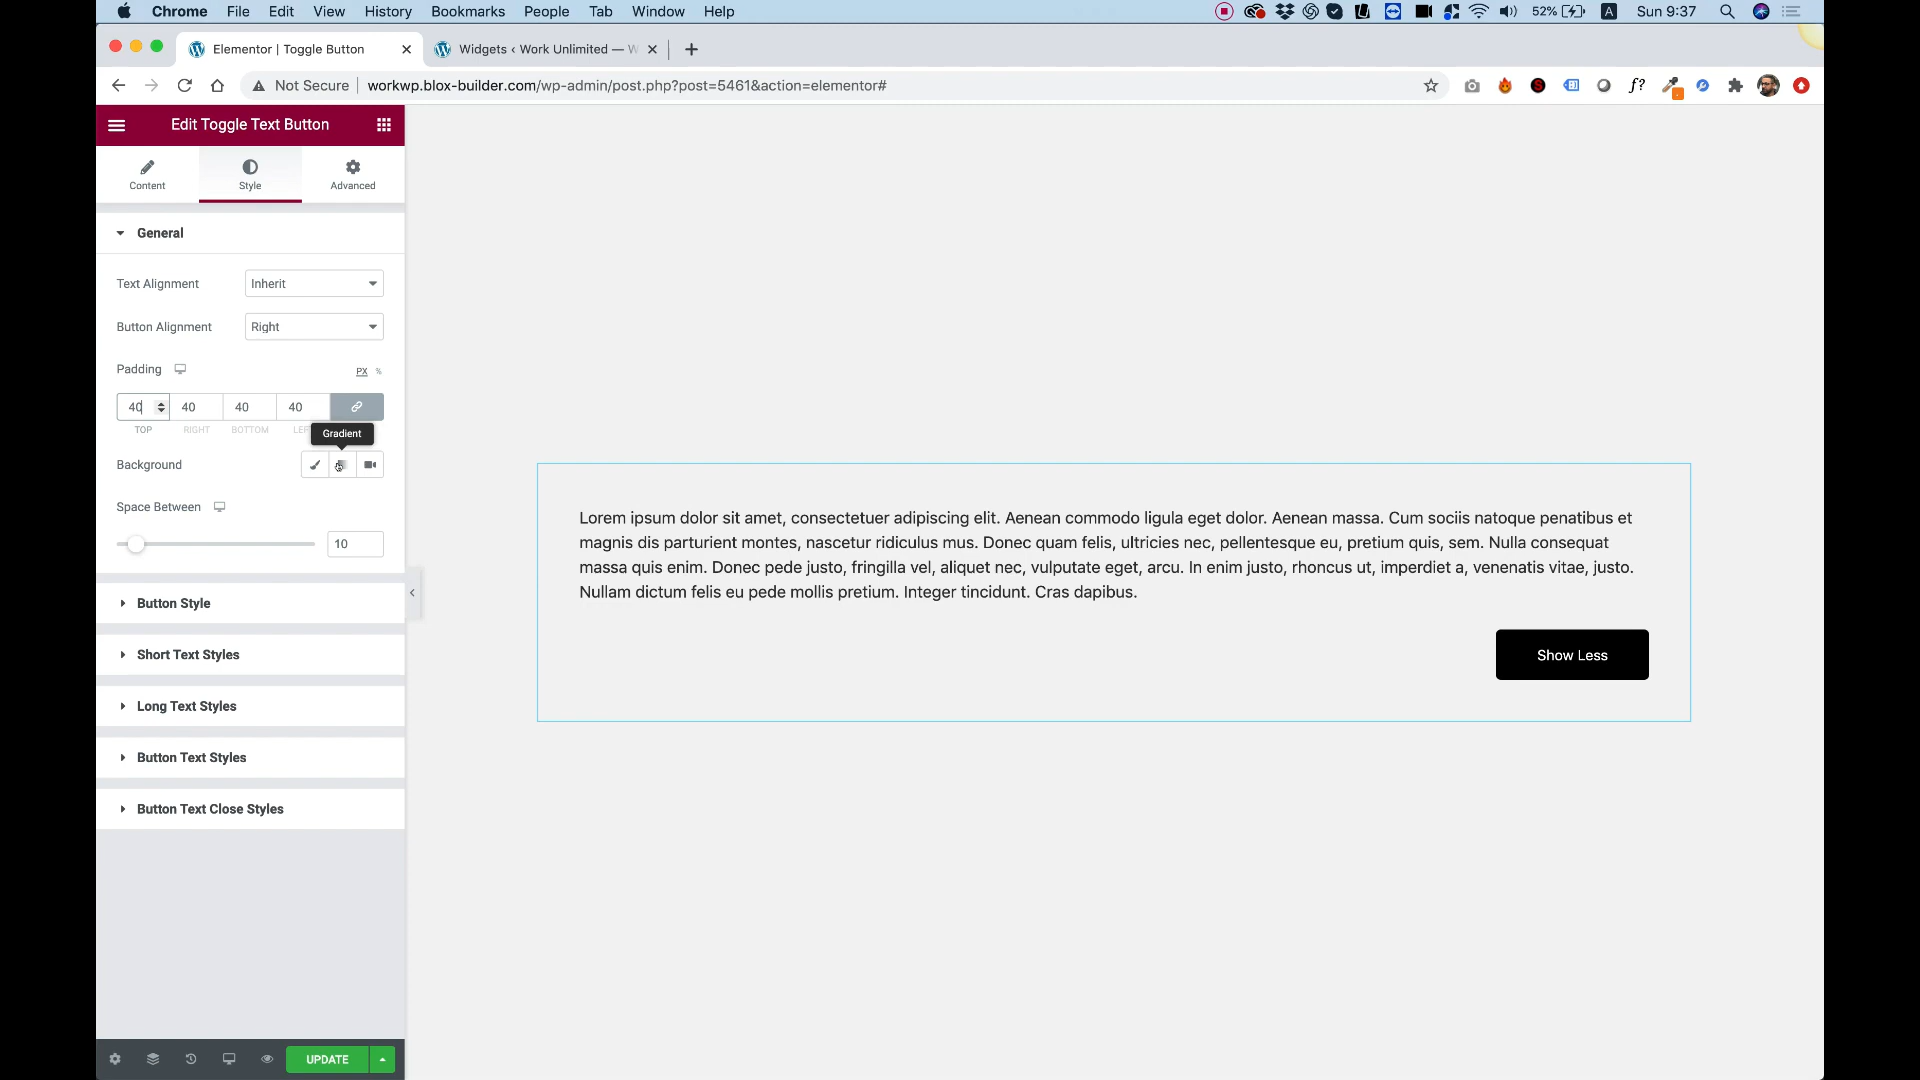 Chrome File Edit View History Bookmarks People Tab Window Help 52% A Sun 9:37
Elementor | Toggle Button Widgets ‹ Work Unlimited — W
Not Secure workwp.blox-builder.com/wp-admin/post.php?post=5461&action=elementor# f?
Edit Toggle Text Button
Content Style Advanced
General
Text Alignment Inherit
Button Alignment Right
Padding PX %
40 40 40 40
TOP RIGHT BOTTOM
Gradient
Background
Space Between
10
Button Style
Short Text Styles
Long Text Styles
Button Text Styles
Button Text Close Styles
UPDATE
Lorem ipsum dolor sit amet, consectetuer adipiscing elit. Aenean commodo ligula eget dolor. Aenean massa. Cum sociis natoque penatibus et
magnis dis parturient montes, nascetur ridiculus mus. Donec quam felis, ultricies nec, pellentesque eu, pretium quis, sem. Nulla consequat
massa quis enim. Donec pede justo, fringilla vel, aliquet nec, vulputate eget, arcu. In enim justo, rhoncus ut, imperdiet a, venenatis vitae, justo.
Nullam dictum felis eu pede mollis pretium. Integer tincidunt. Cras dapibus.
Show Less